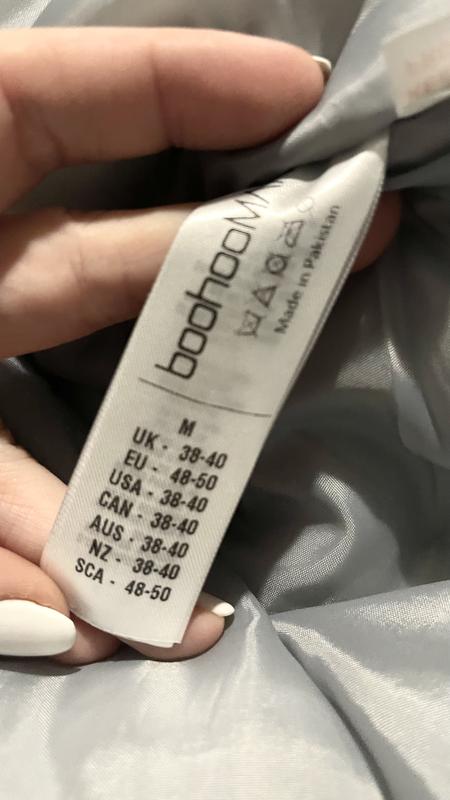 boohooMA
Made in Pakistan
M
UK - 38-40
EU - 48-50
USA - 38-40
CAN - 38-40
AUS - 38-40
NZ - 38-40
SCA - 48-50